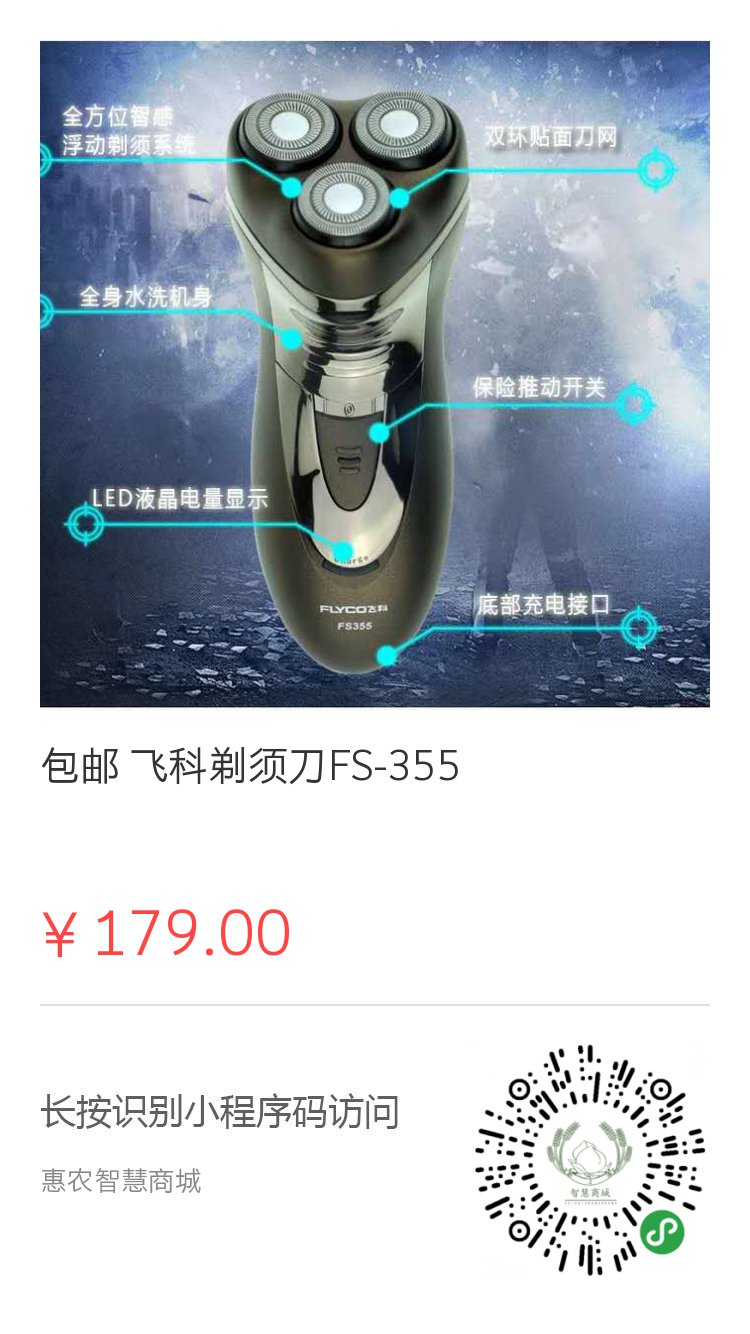 全方位智感
浮动剃须系统
双环贴面刀网
全身水洗机身
保险推动开关
LED液晶电量显示
Charge
FLYCO飞科
FS355
底部充电接口
包邮 飞科剃须刀FS-355
¥ 179.00
长按识别小程序码访问
惠农智慧商城
智慧商城